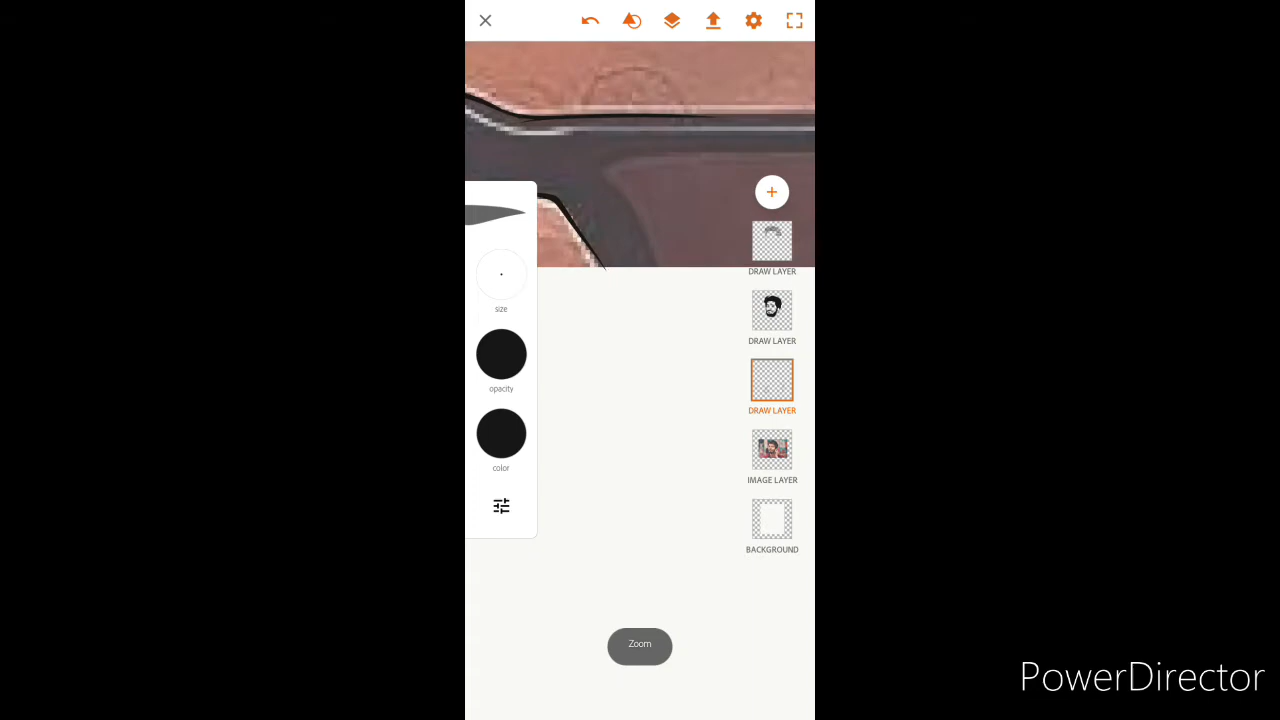 DRAW LAYER
size
DRAW LAYER
opacity
DRAW LAYER
color
IMAGE LAYER
BACKGROUND
Zoom
PowerDirector